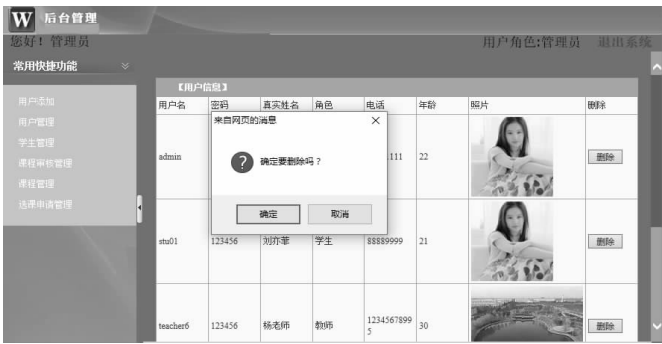 W 后台管理
您好！管理员 用户角色:管理员 退出系统
常用快捷功能
用户添加
用户管理
学生管理
课程审核管理
课程管理
选课申请管理
【用户信息】
用户名 密码 真实姓名 角色 电话 年龄 照片 删除
来自网页的消息
确定要删除吗？
确定 取消
admin 111 22 删除
stu01 123456 刘亦菲 学生 88889999 21 删除
teacher6 123456 杨老师 教师 1234567899 30 删除
5